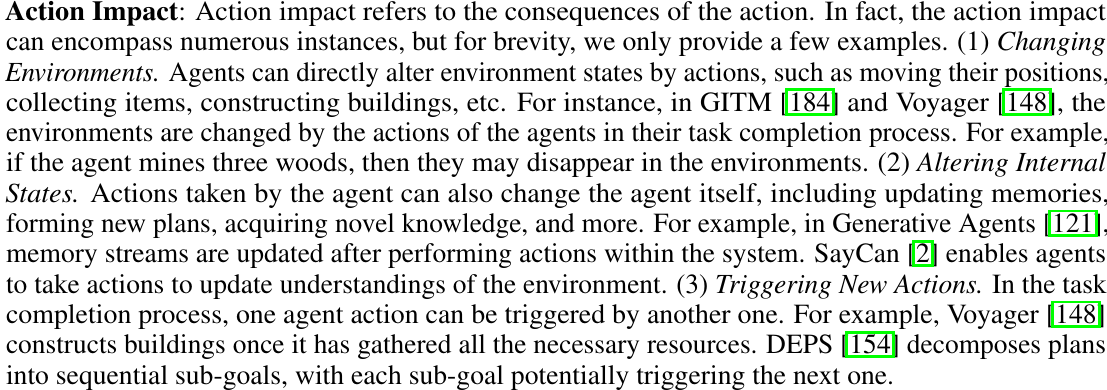 Action Impact: Action impact refers to the consequences of the action. In fact, the action impact
can encompass numerous instances, but for brevity, we only provide a few examples. (1) Changing
Environments. Agents can directly alter environment states by actions, such as moving their positions,
collecting items, constructing buildings, etc. For instance, in GITM [184] and Voyager [148], the
environments are changed by the actions of the agents in their task completion process. For example,
if the agent mines three woods, then they may disappear in the environments. (2) Altering Internal
States. Actions taken by the agent can also change the agent itself, including updating memories,
forming new plans, acquiring novel knowledge, and more. For example, in Generative Agents [121],
memory streams are updated after performing actions within the system. SayCan [2] enables agents
to take actions to update understandings of the environment. (3) Triggering New Actions. In the task
completion process, one agent action can be triggered by another one. For example, Voyager [148]
constructs buildings once it has gathered all the necessary resources. DEPS [154] decomposes plans
into sequential sub-goals, with each sub-goal potentially triggering the next one.